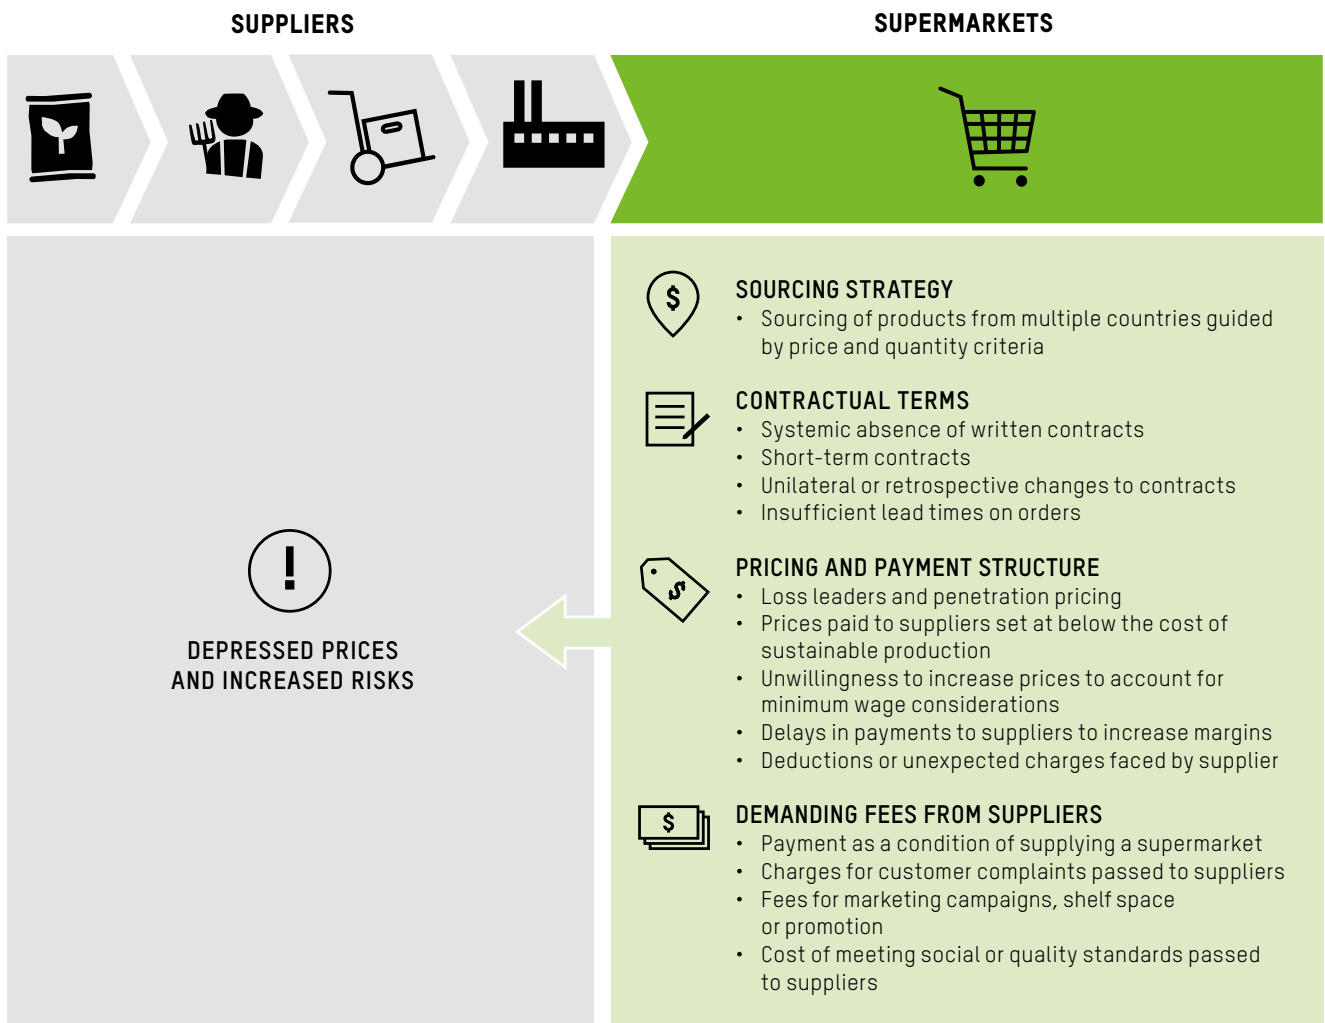 SUPPLIERS
SUPERMARKETS
$
SOURCING STRATEGY
• Sourcing of products from multiple countries guided
by price and quantity criteria
CONTRACTUAL TERMS
• Systemic absence of written contracts
• Short-term contracts
• Unilateral or retrospective changes to contracts
• Insufficient lead times on orders
!
DEPRESSED PRICES
AND INCREASED RISKS
$
PRICING AND PAYMENT STRUCTURE
• Loss leaders and penetration pricing
• Prices paid to suppliers set at below the cost of
sustainable production
• Unwillingness to increase prices to account for
minimum wage considerations
• Delays in payments to suppliers to increase margins
• Deductions or unexpected charges faced by supplier
$
DEMANDING FEES FROM SUPPLIERS
• Payment as a condition of supplying a supermarket
• Charges for customer complaints passed to suppliers
• Fees for marketing campaigns, shelf space
or promotion
• Cost of meeting social or quality standards passed
to suppliers